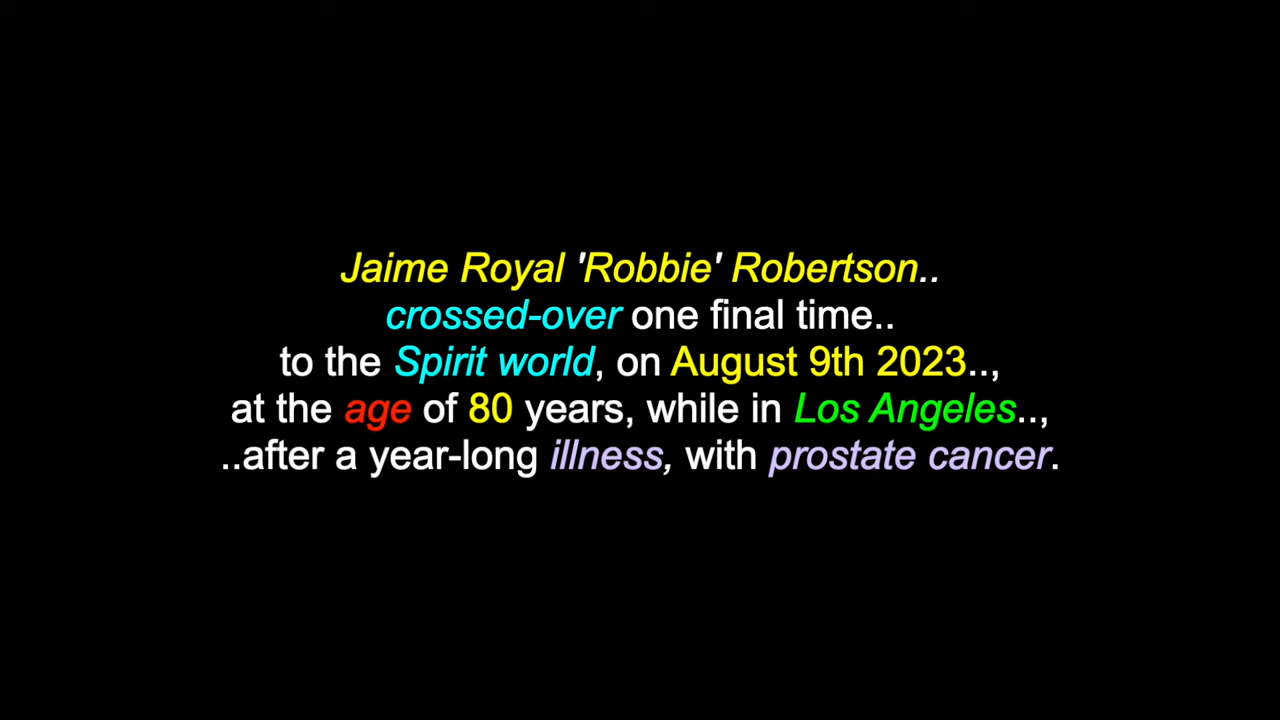 Jaime Royal 'Robbie' Robertson..
crossed-over one final time..
to the Spirit world, on August 9th 2023..,
at the age of 80 years, while in Los Angeles..,
..after a year-long illness, with prostate cancer.